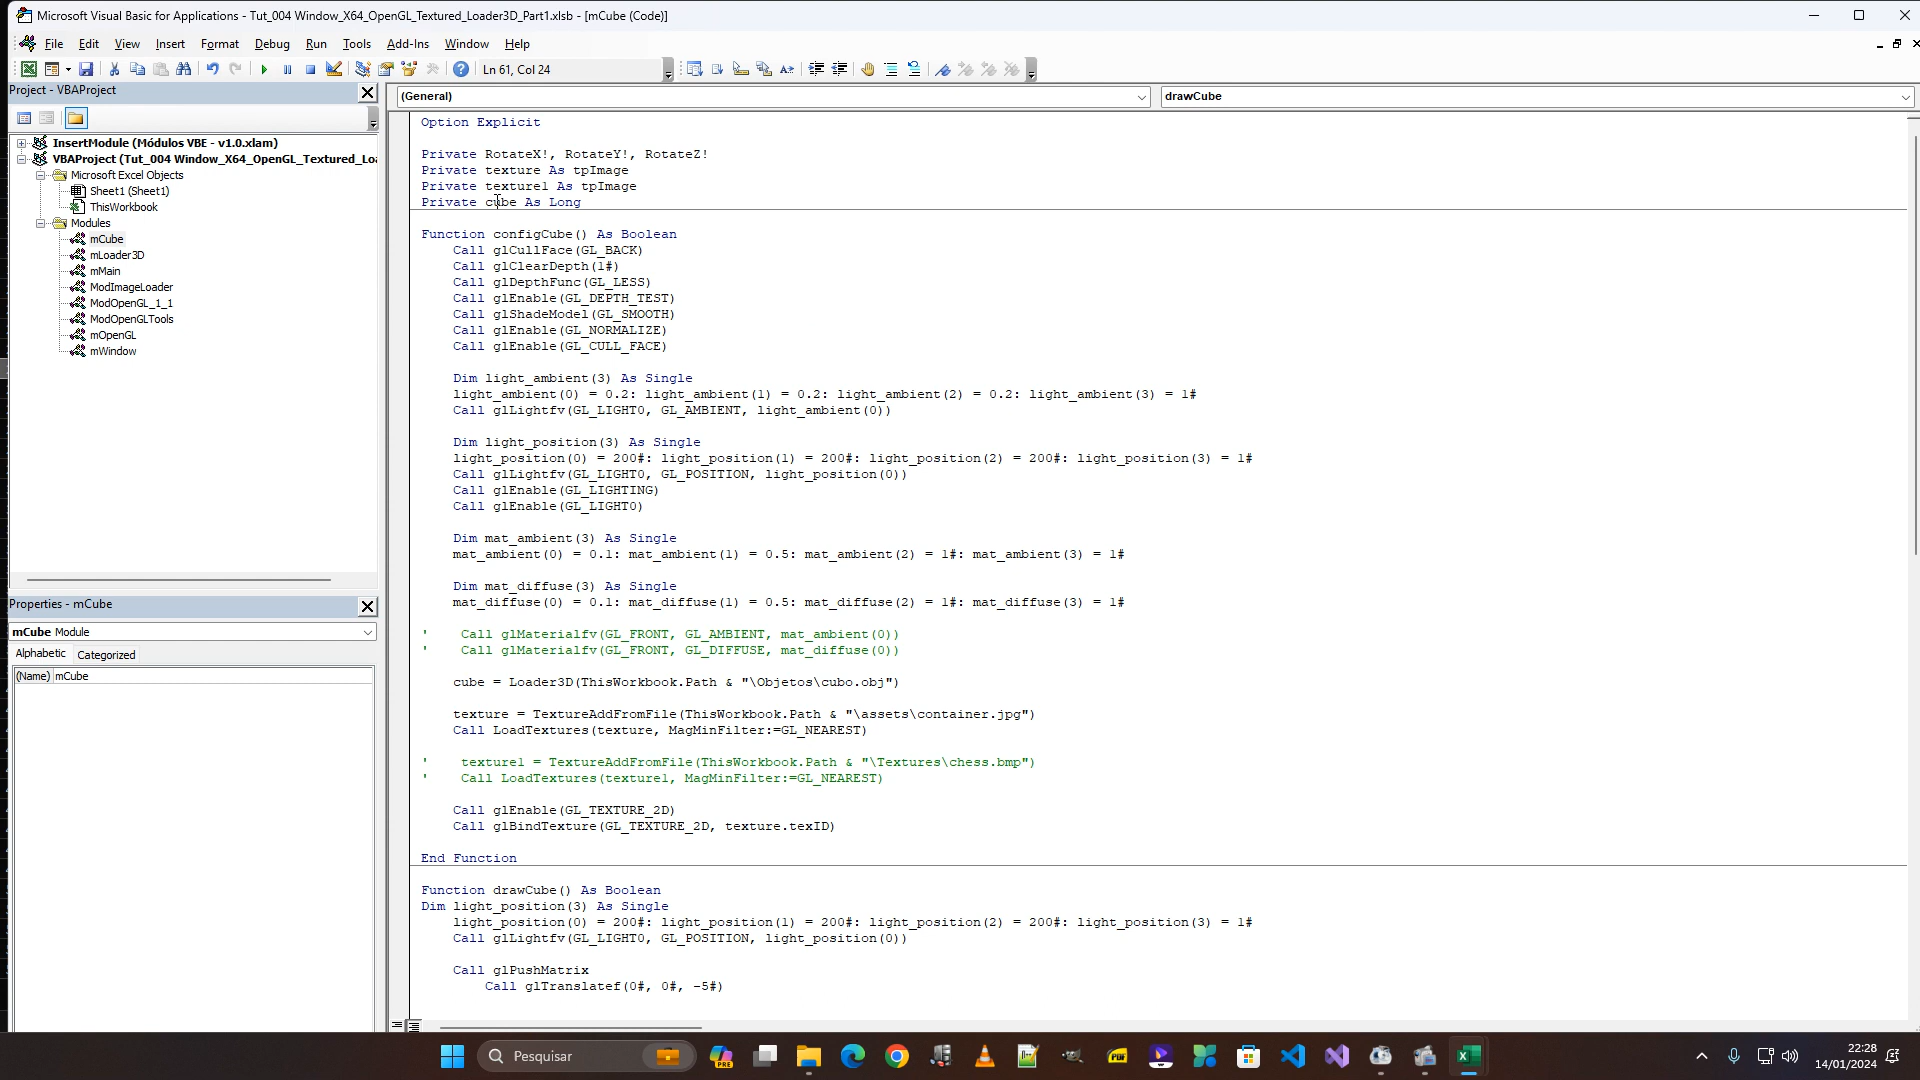 Microsoft Visual Basic for Applications - Tut_004 Window_X64_OpenGL_Textured_Loader3D_Part1.xlsb - [mCube (Code)]
File Edit View Insert Format Debug Run Tools Add-Ins Window Help
Ln 61, Col 24
Project - VBAProject
InsertModule (Módulos VBE - v1.0.xlam)
VBAProject (Tut_004 Window_X64_OpenGL_Textured_Loa
Microsoft Excel Objects
Sheet1 (Sheet1)
ThisWorkbook
Modules
mCube
mLoader3D
mMain
ModImageLoader
ModOpenGL_1_1
ModOpenGLTools
mOpenGL
mWindow
Properties - mCube
mCube Module
Alphabetic Categorized
(Name) mCube
(General) drawCube
Option Explicit
Private RotateX!, RotateY!, RotateZ!
Private texture As tpImage
Private texture1 As tpImage
Private cube As Long
Function configCube() As Boolean
Call glCullFace(GL_BACK)
Call glClearDepth(1#)
Call glDepthFunc(GL_LESS)
Call glEnable(GL_DEPTH_TEST)
Call glShadeModel(GL_SMOOTH)
Call glEnable(GL_NORMALIZE)
Call glEnable(GL_CULL_FACE)
Dim light_ambient(3) As Single
light_ambient(0) = 0.2: light_ambient(1) = 0.2: light_ambient(2) = 0.2: light_ambient(3) = 1#
Call glLightfv(GL_LIGHT0, GL_AMBIENT, light_ambient(0))
Dim light_position(3) As Single
light_position(0) = 200#: light_position(1) = 200#: light_position(2) = 200#: light_position(3) = 1#
Call glLightfv(GL_LIGHT0, GL_POSITION, light_position(0))
Call glEnable(GL_LIGHTING)
Call glEnable(GL_LIGHT0)
Dim mat_ambient(3) As Single
mat_ambient(0) = 0.1: mat_ambient(1) = 0.5: mat_ambient(2) = 1#: mat_ambient(3) = 1#
Dim mat_diffuse(3) As Single
mat_diffuse(0) = 0.1: mat_diffuse(1) = 0.5: mat_diffuse(2) = 1#: mat_diffuse(3) = 1#
' Call glMaterialfv(GL_FRONT, GL_AMBIENT, mat_ambient(0))
' Call glMaterialfv(GL_FRONT, GL_DIFFUSE, mat_diffuse(0))
cube = Loader3D(ThisWorkbook.Path & "\Objetos\cubo.obj")
texture = TextureAddFromFile(ThisWorkbook.Path & "\assets\container.jpg")
Call LoadTextures(texture, MagMinFilter:=GL_NEAREST)
' texture1 = TextureAddFromFile(ThisWorkbook.Path & "\Textures\chess.bmp")
' Call LoadTextures(texture1, MagMinFilter:=GL_NEAREST)
Call glEnable(GL_TEXTURE_2D)
Call glBindTexture(GL_TEXTURE_2D, texture.texID)
End Function
Function drawCube() As Boolean
Dim light_position(3) As Single
light_position(0) = 200#: light_position(1) = 200#: light_position(2) = 200#: light_position(3) = 1#
Call glLightfv(GL_LIGHT0, GL_POSITION, light_position(0))
Call glPushMatrix
Call glTranslatef(0#, 0#, -5#)
Pesquisar
PRE
PDF
22:28
14/01/2024